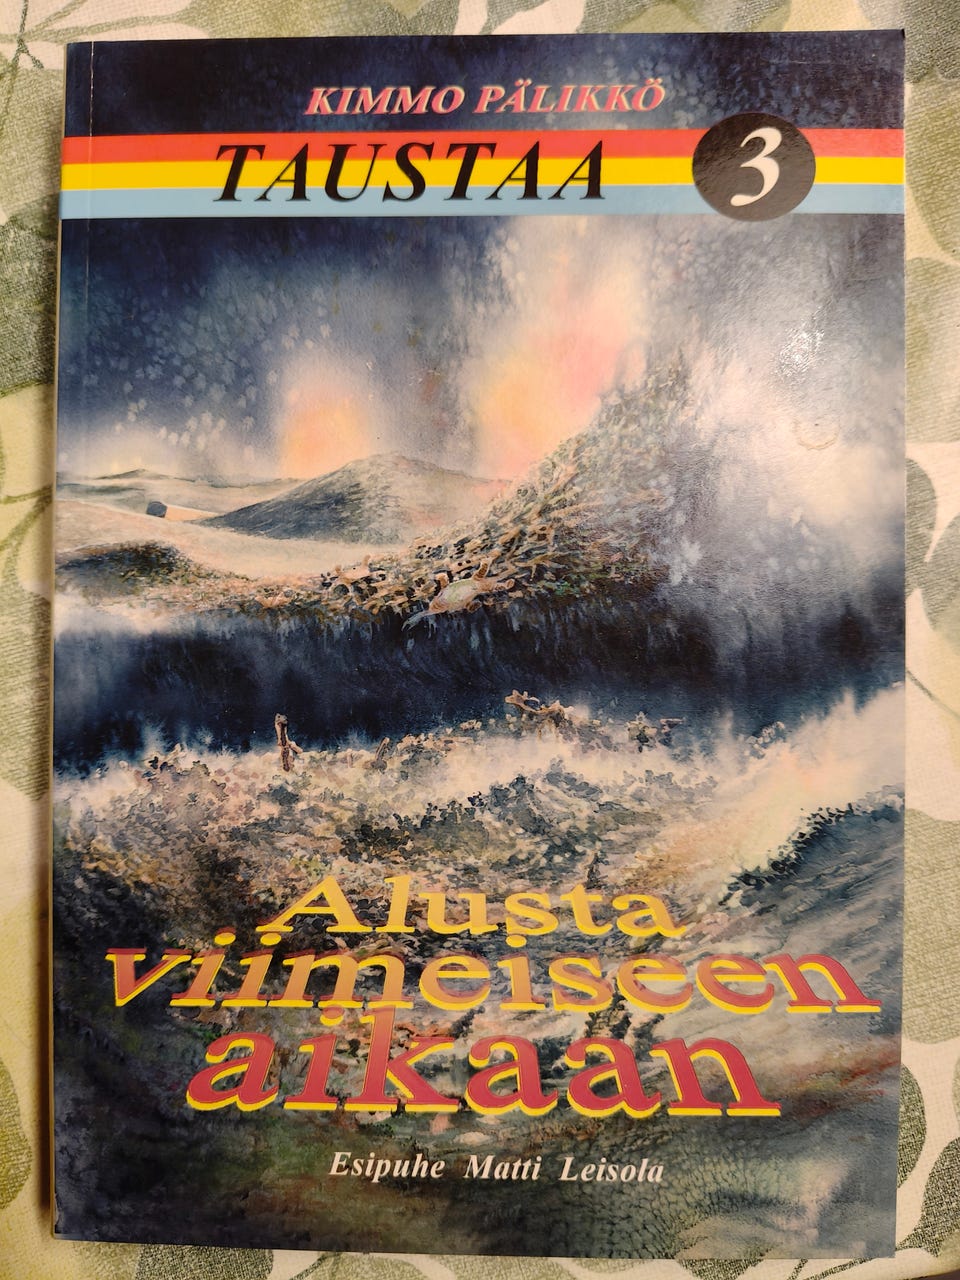 KIMMO PÄLIKKÖ
TAUSTAA 3
Alusta
viimeiseen
aikaan
Esipuhe Matti Leisola